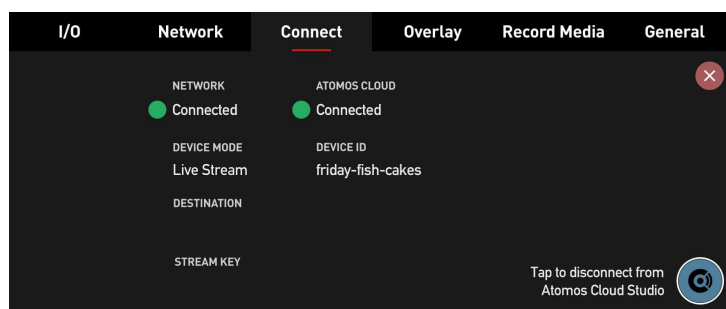 I/O Network Connect Overlay Record Media General
NETWORK ATOMOS CLOUD
Connected Connected
DEVICE MODE DEVICE ID
Live Stream friday-fish-cakes
DESTINATION
STREAM KEY
Tap to disconnect from
Atomos Cloud Studio